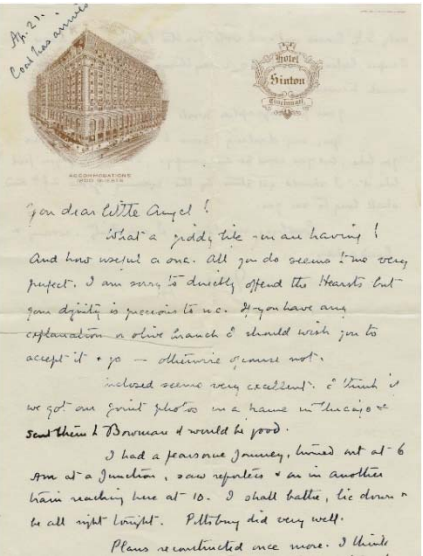 Ap. 23.
Coat has arrived
Hotel
Sinton
Cincinnati
ACCOMMODATIONS
You dear little Angel!
What a giddy life you are having!
And how useful a one. All you do seems to me very
perfect. I am sorry to directly offend the Hearsts but
your dignity is precious to me. If you have any
explanation or olive branch I should wish you to
accept it & go — otherwise of course not.
Inclosed seems very excellent. I think if
we got our joint photos in a frame in Chicago &
sent them to Bowman it would be good.
I had a fearsome journey, turned out at 6
Am at a Junction, saw reporters & on in another
train reaching here at 10. I shall bathe, lie down &
be all right tonight. Pittsburg did very well.
Plans reconstructed once more. I think